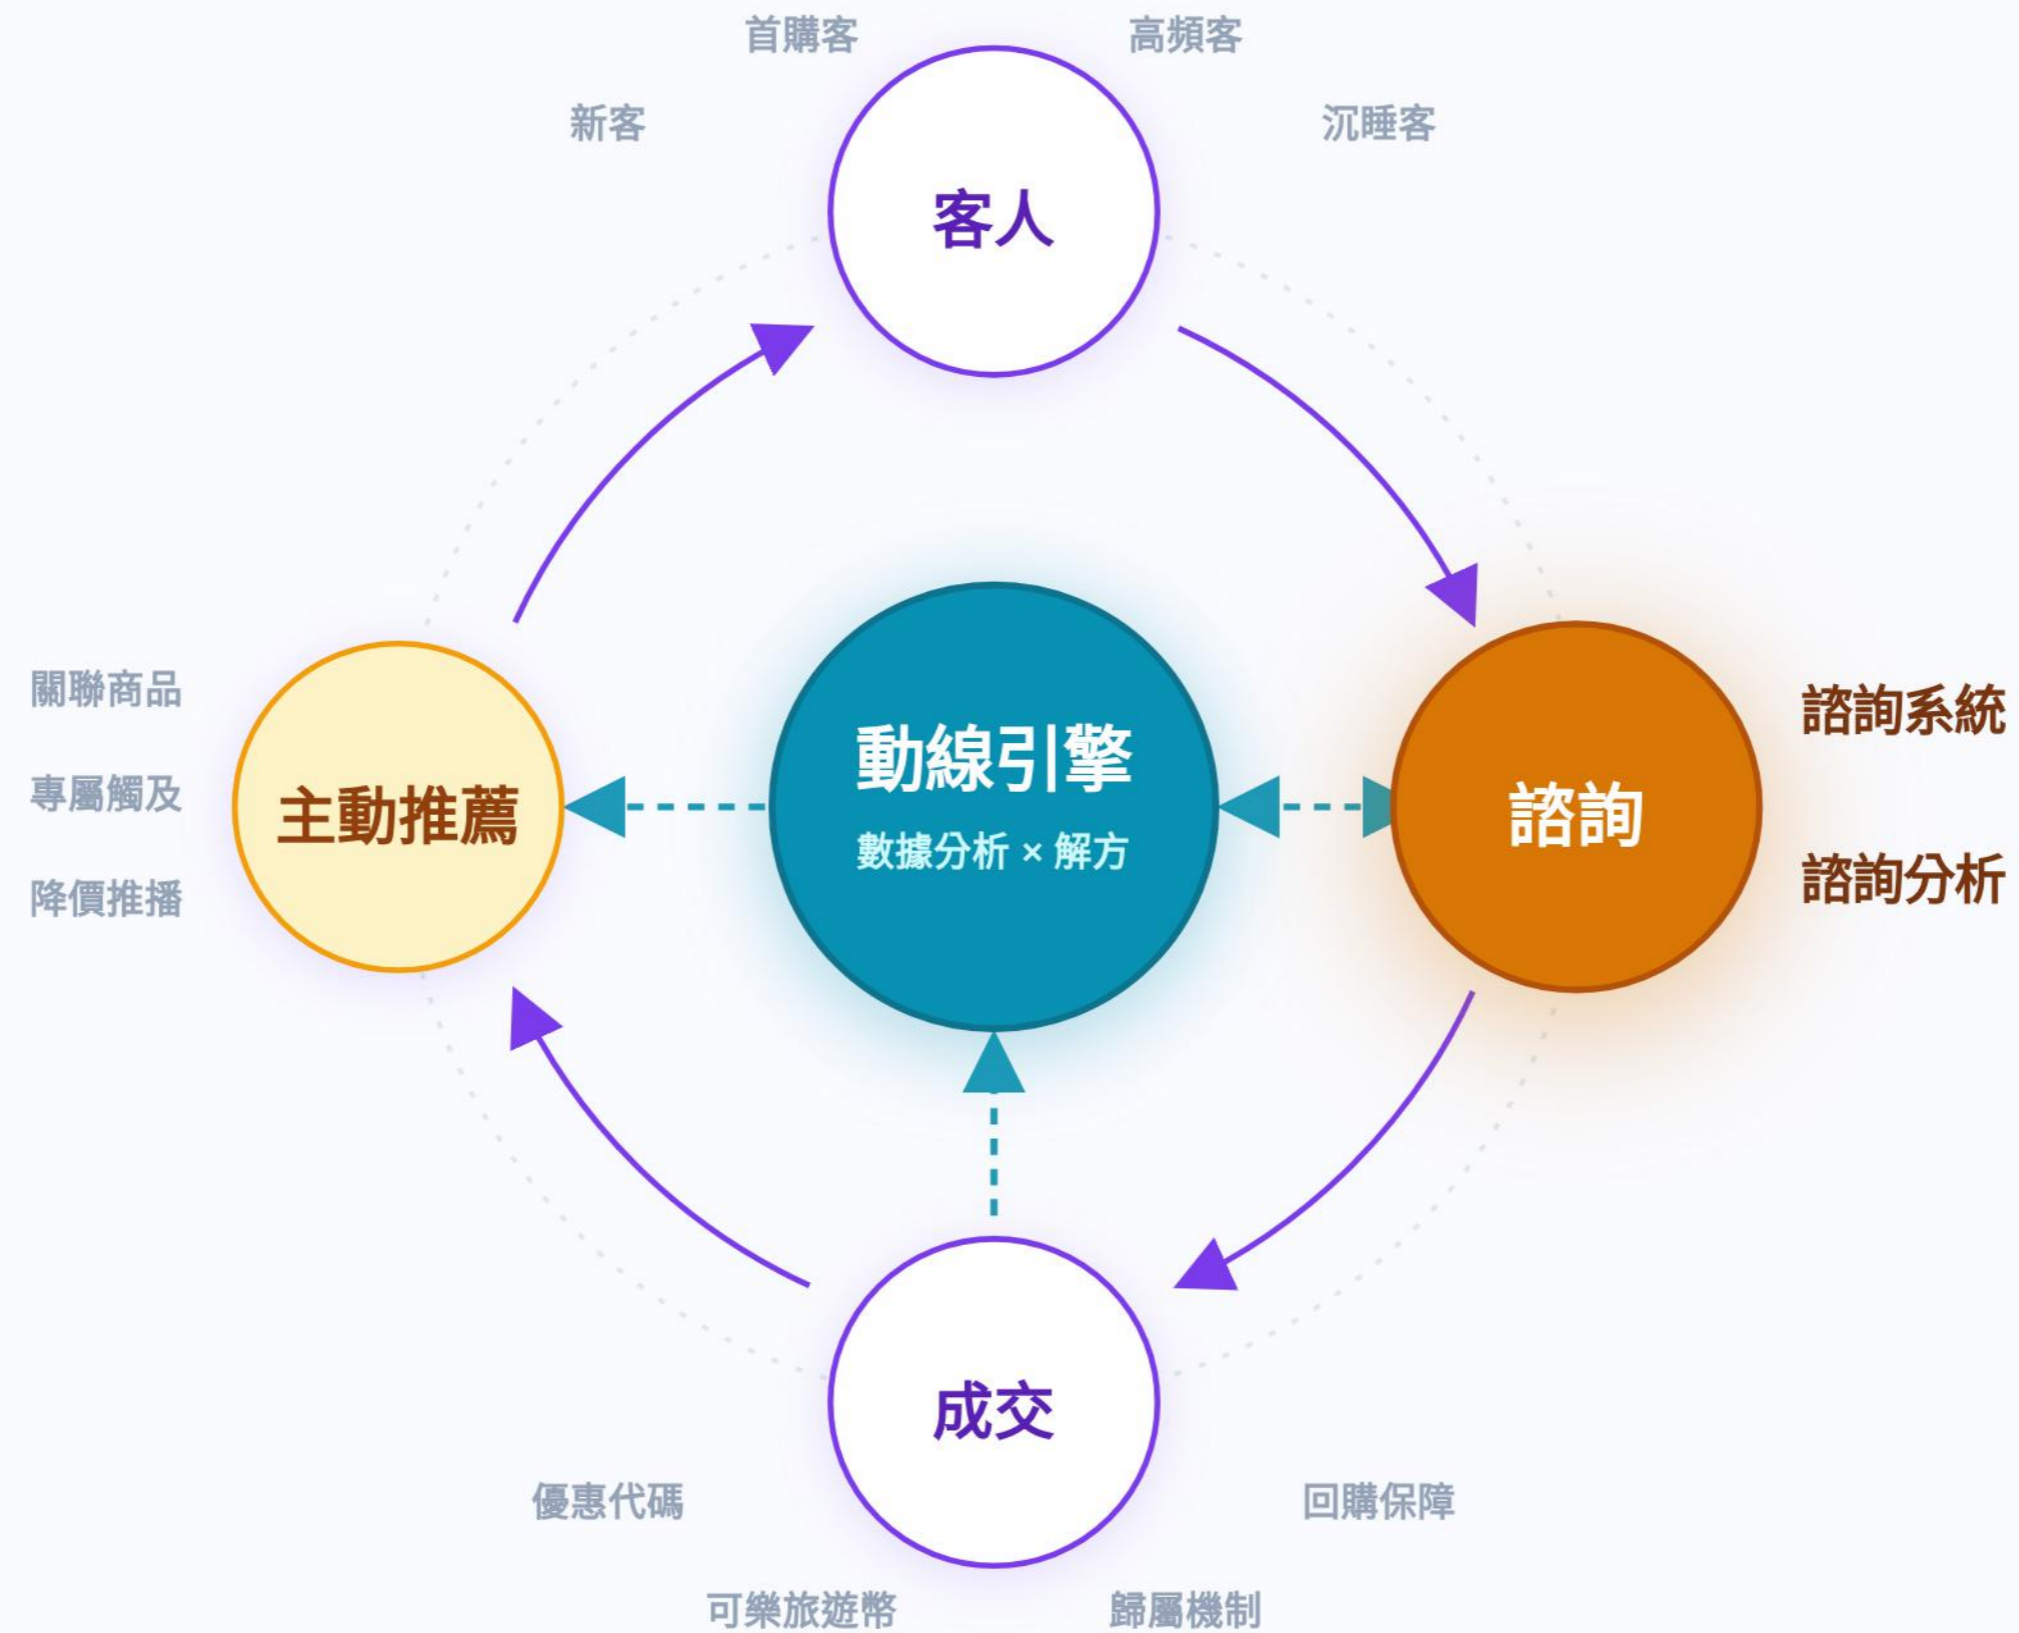 首購客
高頻客
新客
沉睡客
客人
關聯商品
專屬觸及
降價推播
主動推薦
動線引擎
數據分析 × 解方
諮詢
諮詢系統
諮詢分析
成交
優惠代碼
回購保障
可樂旅遊幣
歸屬機制